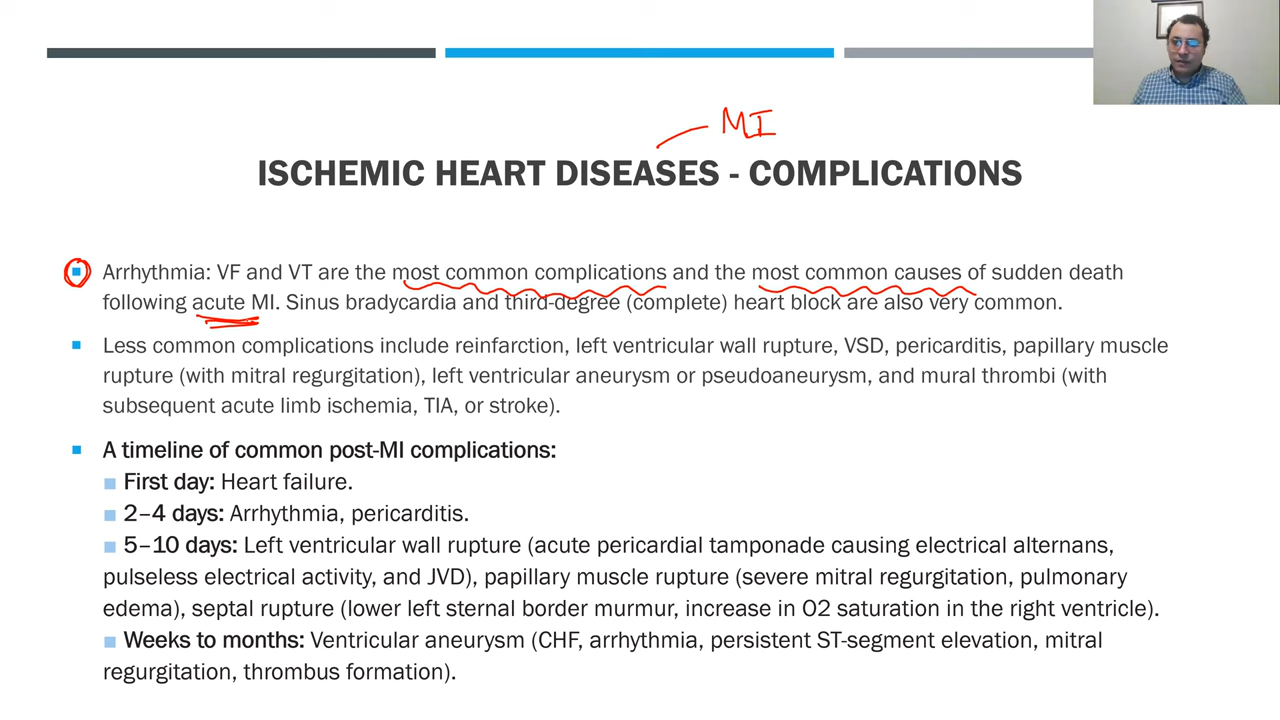 MI
ISCHEMIC HEART DISEASES - COMPLICATIONS
▪ Arrhythmia: VF and VT are the most common complications and the most common causes of sudden death
following acute MI. Sinus bradycardia and third-degree (complete) heart block are also very common.
▪ Less common complications include reinfarction, left ventricular wall rupture, VSD, pericarditis, papillary muscle
rupture (with mitral regurgitation), left ventricular aneurysm or pseudoaneurysm, and mural thrombi (with
subsequent acute limb ischemia, TIA, or stroke).
▪ A timeline of common post-MI complications:
▪ First day: Heart failure.
▪ 2–4 days: Arrhythmia, pericarditis.
▪ 5–10 days: Left ventricular wall rupture (acute pericardial tamponade causing electrical alternans,
pulseless electrical activity, and JVD), papillary muscle rupture (severe mitral regurgitation, pulmonary
edema), septal rupture (lower left sternal border murmur, increase in O2 saturation in the right ventricle).
▪ Weeks to months: Ventricular aneurysm (CHF, arrhythmia, persistent ST-segment elevation, mitral
regurgitation, thrombus formation).